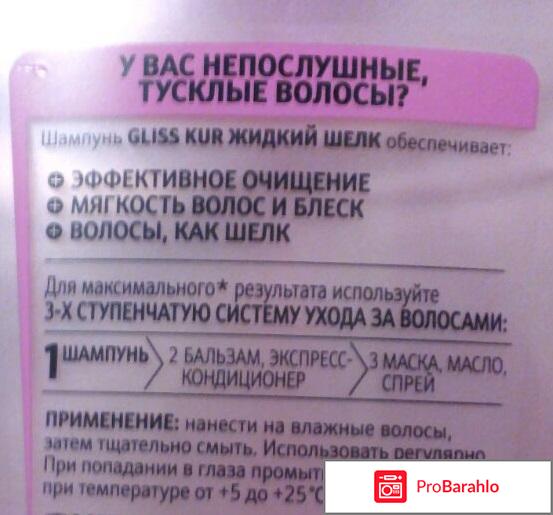 У ВАС НЕПОСЛУШНЫЕ,
ТУСКЛЫЕ ВОЛОСЫ?
Шампунь GLISS KUR ЖИДКИЙ ШЕЛК обеспечивает:
ЭФФЕКТИВНОЕ ОЧИЩЕНИЕ
МЯГКОСТЬ ВОЛОС И БЛЕСК
ВОЛОСЫ, КАК ШЕЛК
Для максимального* результата используйте
3-Х СТУПЕНЧАТУЮ СИСТЕМУ УХОДА ЗА ВОЛОСАМИ:
1 ШАМПУНЬ 2 БАЛЬЗАМ, ЭКСПРЕСС- 3 МАСКА, МАСЛО,
КОНДИЦИОНЕР СПРЕЙ
ПРИМЕНЕНИЕ: нанести на влажные волосы,
затем тщательно смыть. Использовать регулярно
При попадании в глаза промыт
при температуре от +5 до +25°C
ProBarahlo